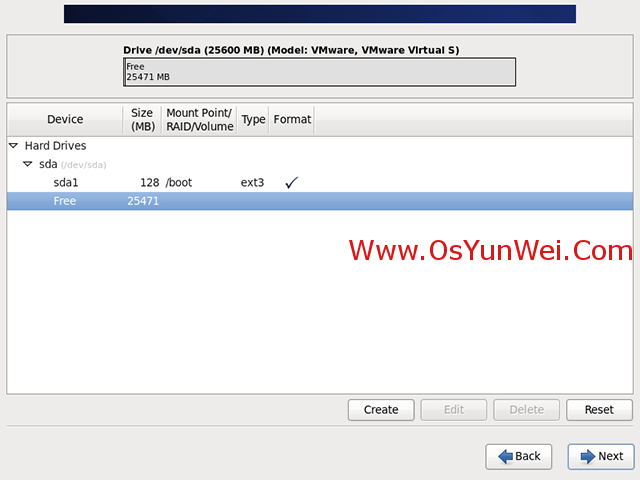 Drive /dev/sda (25600 MB) (Model: VMware, VMware Virtual S)
Free
25471 MB
Device Size (MB) Mount Point/ RAID/Volume Type Format
Hard Drives
sda (/dev/sda)
sda1 128 /boot ext3
Free 25471
Www.OsYunWei.Com
Create Edit Delete Reset
Back Next